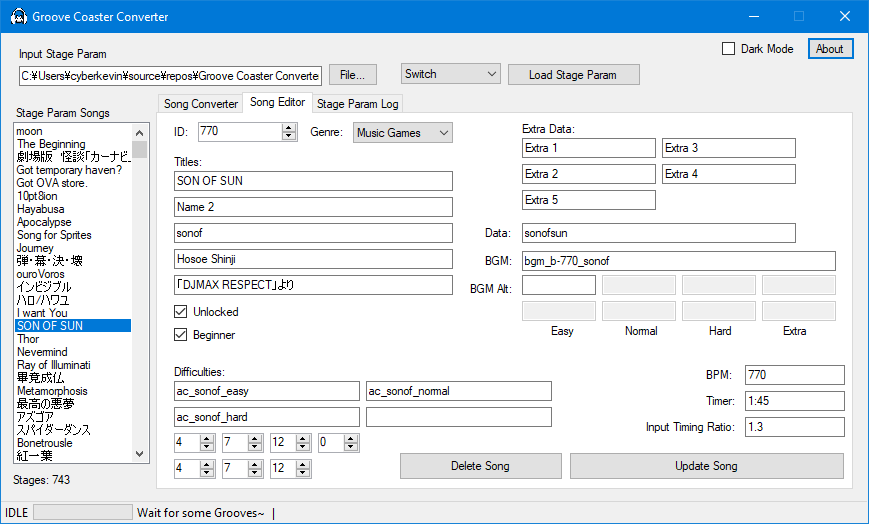 Groove Coaster Converter
Input Stage Param
Dark Mode
About
C:¥Users¥cyberkevin¥source¥repos¥Groove Coaster Converte
File...
Switch
Load Stage Param
Stage Param Songs
moon
The Beginning
劇場版 怪談「カーナビ」
Got temporary haven?
Got OVA store.
10pt8ion
Hayabusa
Apocalypse
Song for Sprites
Journey
弾・幕・決・壊
ouroVoros
インビジブル
ハロ/ハワユ
I want You
SON OF SUN
Thor
Nevermind
Ray of Illuminati
畢竟成仏
Metamorphosis
最高の悪夢
アズゴア
スパイダーダンス
Bonetrousle
紅一葉
Stages: 743
Song Converter
Song Editor
Stage Param Log
ID:
770
Genre:
Music Games
Titles:
SON OF SUN
Name 2
sonof
Hosoe Shinji
「DJMAX RESPECT」より
Unlocked
Beginner
Extra Data:
Extra 1
Extra 3
Extra 2
Extra 4
Extra 5
Data:
sonofsun
BGM:
bgm_b-770_sonof
BGM Alt:
Easy
Normal
Hard
Extra
Difficulties:
ac_sonof_easy
ac_sonof_normal
ac_sonof_hard
4
7
12
0
4
7
12
BPM:
770
Timer:
1:45
Input Timing Ratio:
1.3
Delete Song
Update Song
IDLE
Wait for some Grooves~ |